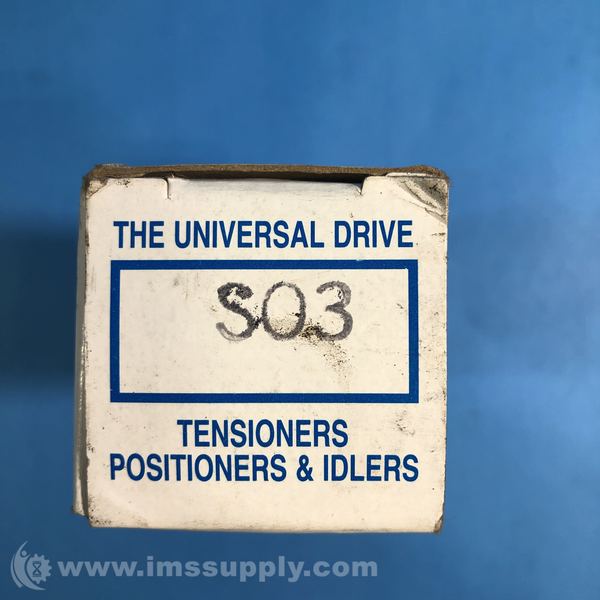 THE UNIVERSAL DRIVE
S03
TENSIONERS
POSITIONERS & IDLERS
www.imssupply.com